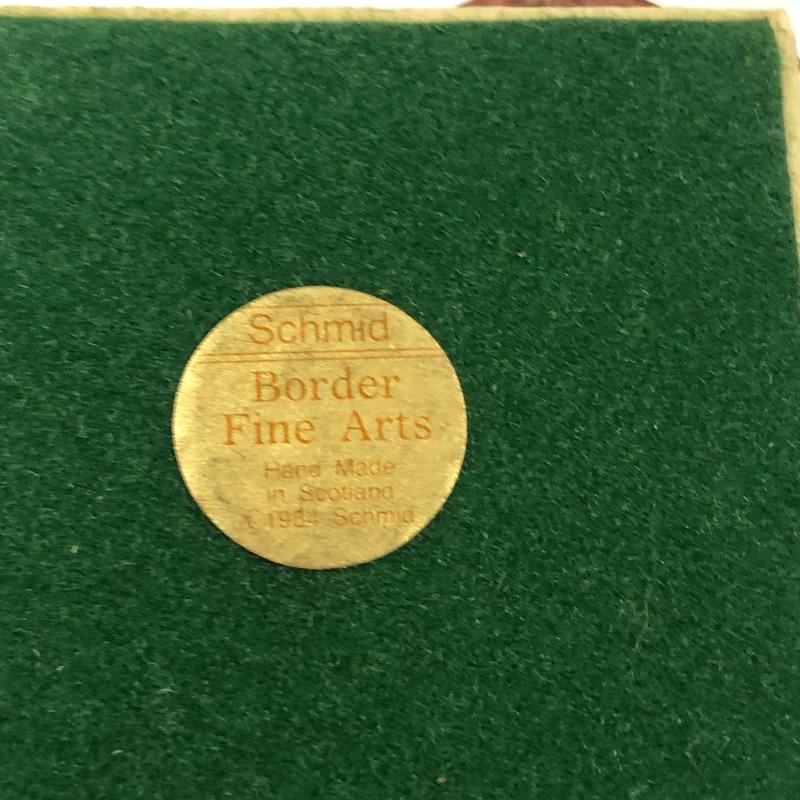 Schmid
Border
Fine Arts
Hand Made
in Scotland
© 1984 Schmid